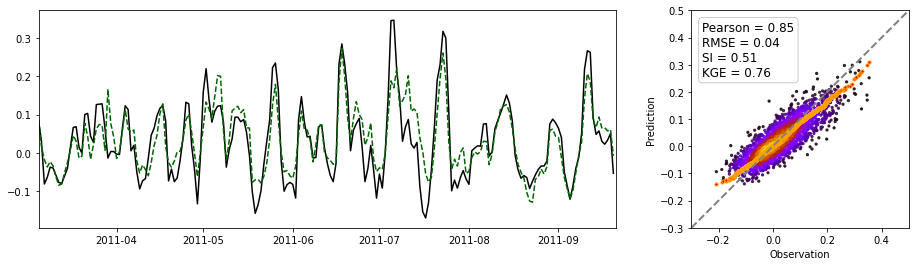 0.3
0.2
0.1
0.0
−0.1
2011-04 2011-05 2011-06 2011-07 2011-08 2011-09
Pearson = 0.85
RMSE = 0.04
SI = 0.51
KGE = 0.76
Prediction
0.5
0.4
0.3
0.2
0.1
0.0
−0.1
−0.2
−0.3
−0.2 0.0 0.2 0.4
Observation